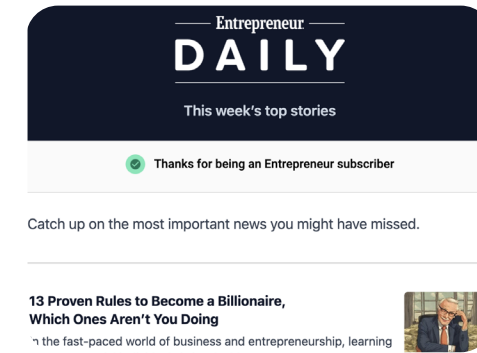 Entrepreneur
DAILY
This week's top stories
Thanks for being an Entrepreneur subscriber
Catch up on the most important news you might have missed.
13 Proven Rules to Become a Billionaire,
Which Ones Aren't You Doing
the fast-paced world of business and entrepreneurship, learning